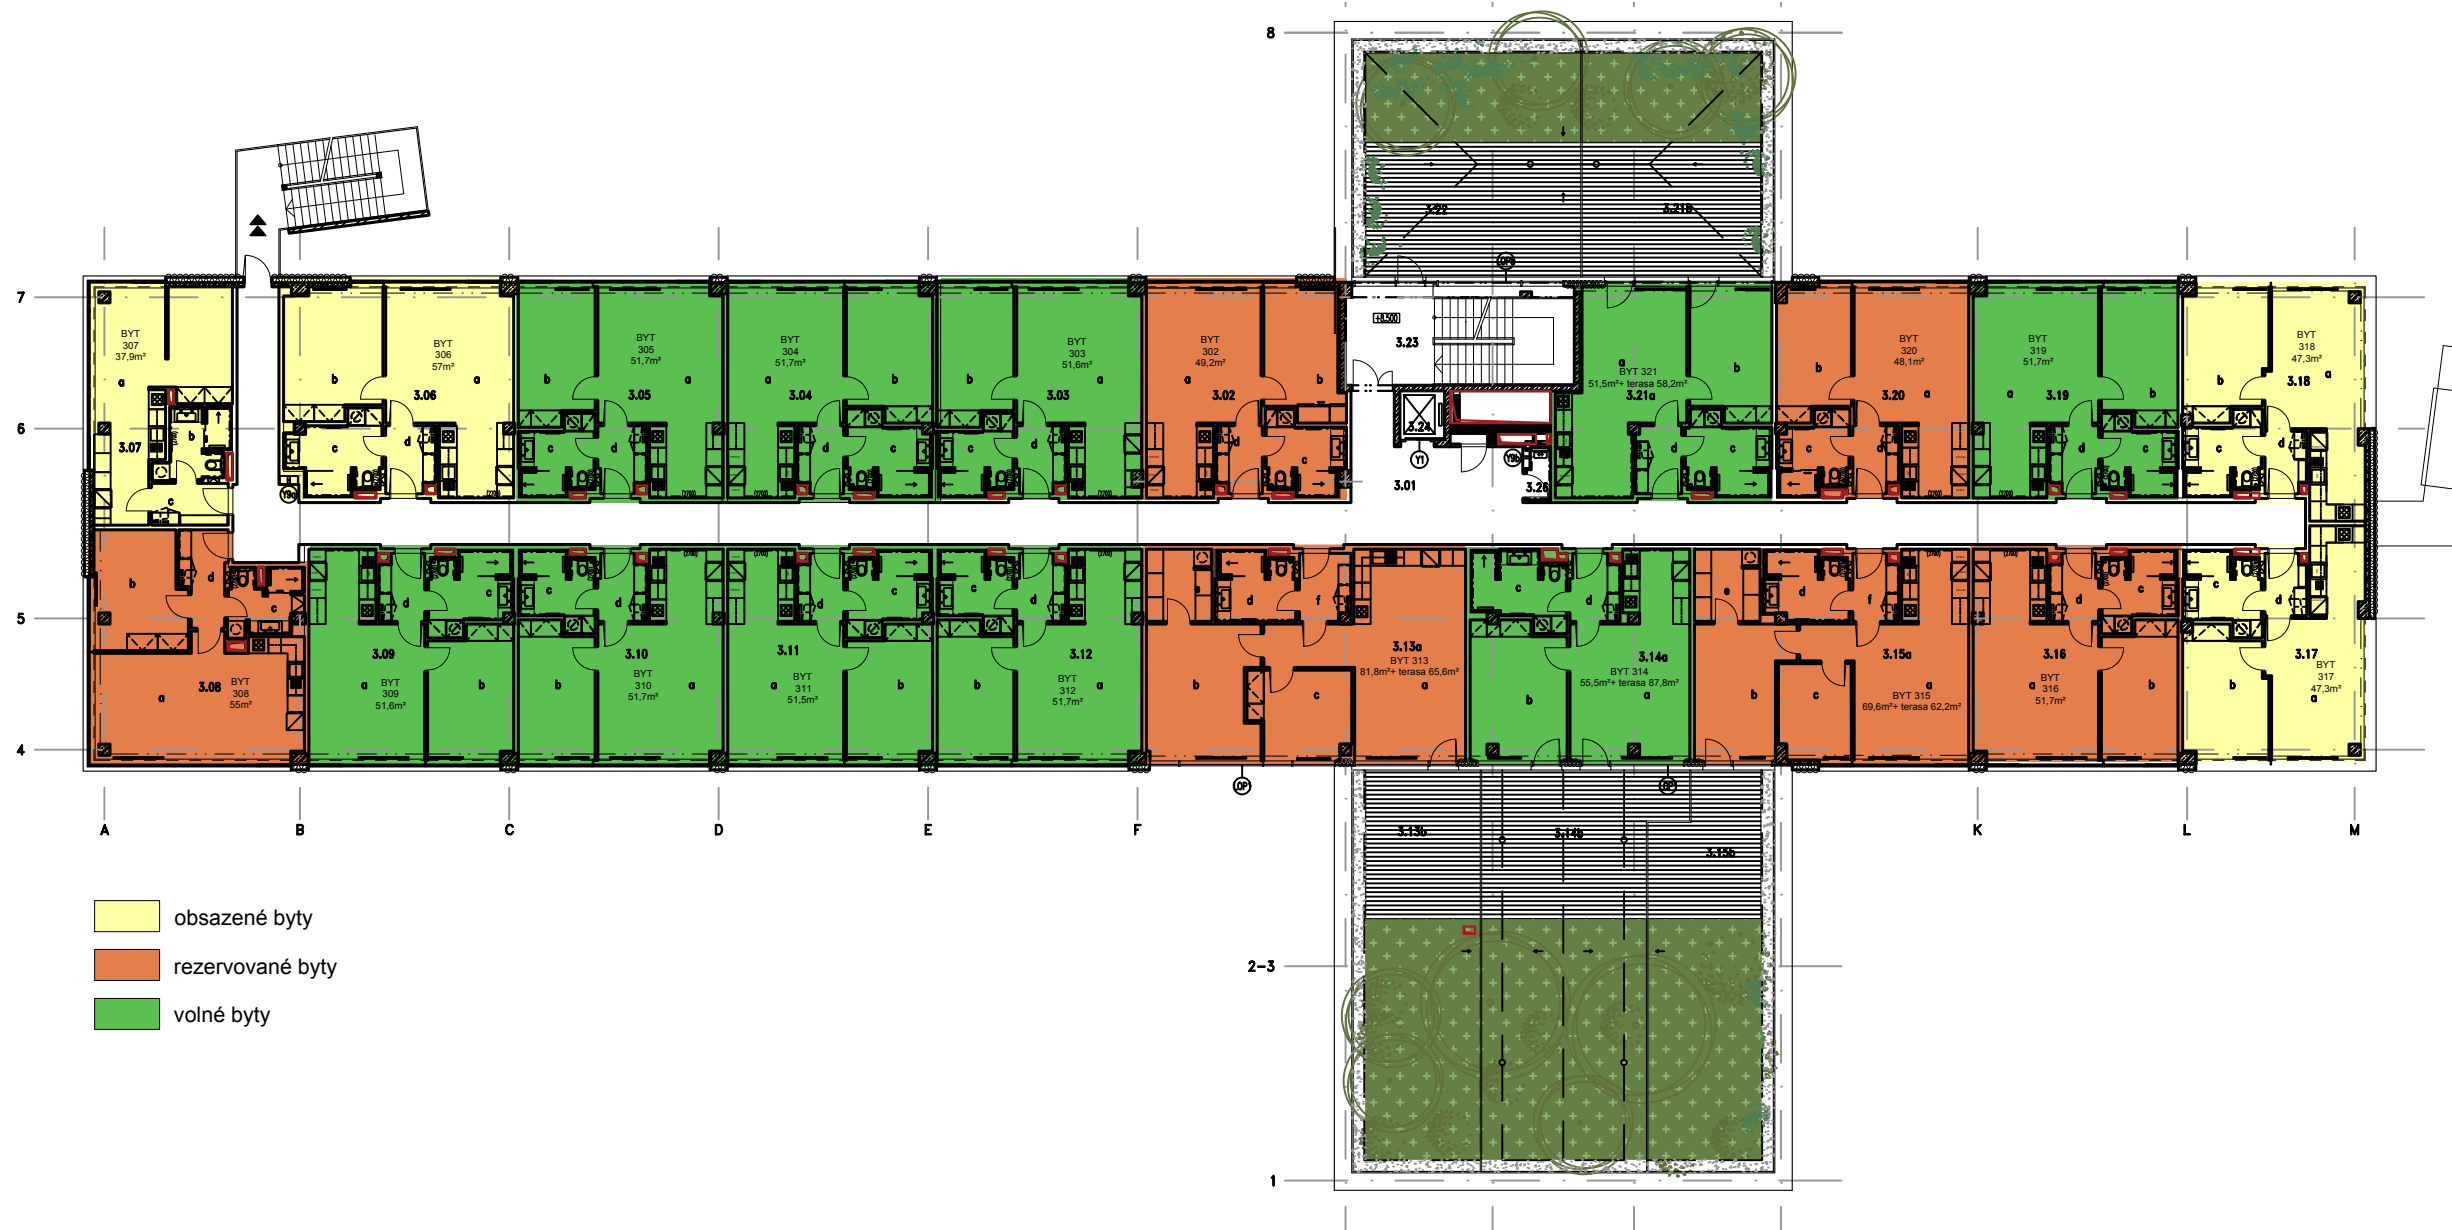 8
3.22
3.21b
7
BYT
307
37,9m²
a
b
c
3.07
BYT
306
57m²
b
a
3.06
c
d
BYT
305
51,7m²
b
a
3.05
c
d
BYT
304
51,7m²
a
b
3.04
d
c
BYT
303
51,6m²
b
a
3.03
c
d
BYT
302
49,2m²
a
b
3.02
d
c
+8.500
3.23
3.24
Y1
Y9b
3.01
3.26
Y9a
a
BYT 321
51,5m²+ terasa 58,2m²
3.21a
b
d
c
BYT
320
48,1m²
b
a
3.20
c
d
BYT
319
51,7m²
a
b
3.19
d
c
BYT
318
47,3m²
b
a
3.18
c
d
6
5
4
b
d
c
3.08
BYT
308
55m²
a
d
c
3.09
BYT
309
51,6m²
a
b
c
d
3.10
BYT
310
51,7m²
b
a
d
c
3.11
BYT
311
51,5m²
a
b
c
d
3.12
BYT
312
51,7m²
b
a
e
d
f
3.13a
BYT 313
81,8m²+ terasa 65,6m²
b
c
a
c
d
3.14a
BYT 314
55,5m²+ terasa 87,8m²
b
a
e
d
f
3.15a
BYT 315
69,6m²+ terasa 62,2m²
b
c
a
d
c
3.16
BYT
316
51,7m²
a
b
c
d
3.17
BYT
317
47,3m²
b
a
A
B
C
D
E
F
K
L
M
3.13b
3.14b
3.15b
2-3
1
obsazené byty
rezervované byty
volné byty